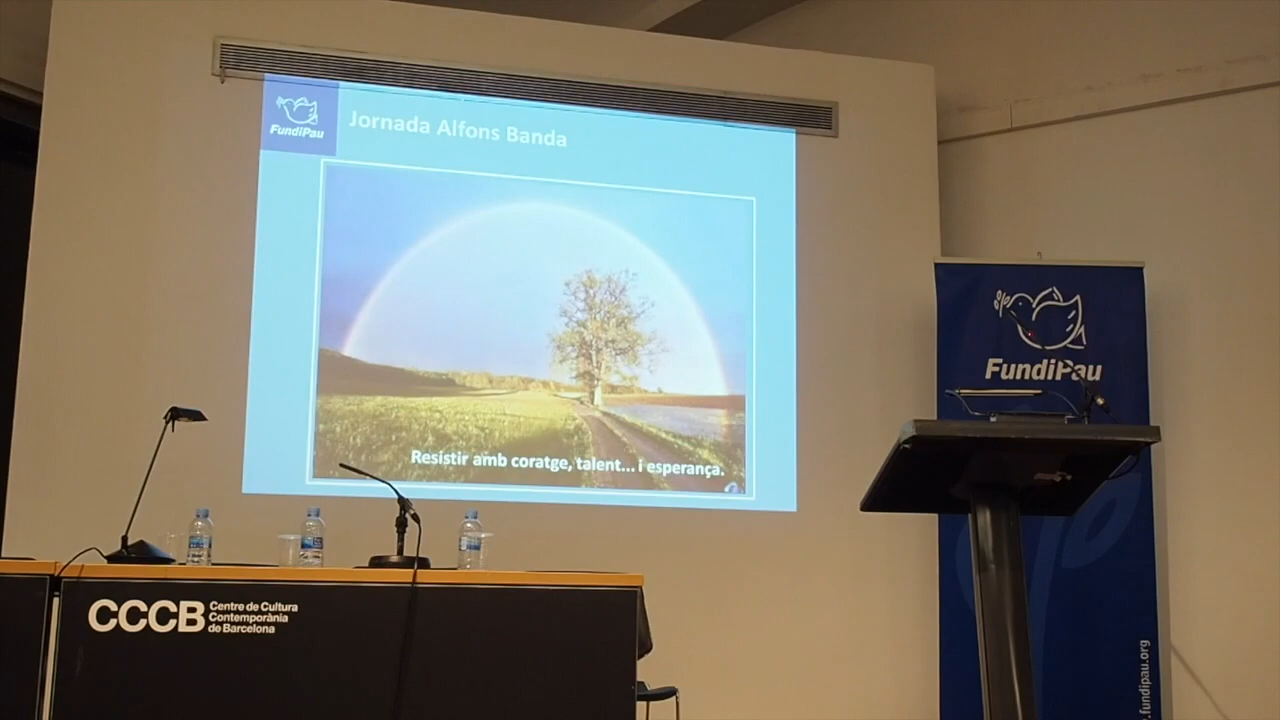 FundiPau
Jornada Alfons Banda
Resistir amb coratge, talent... i esperança.
FundiPau
CCCB
Centre de Cultura
Contemporània
de Barcelona
.fundipau.org